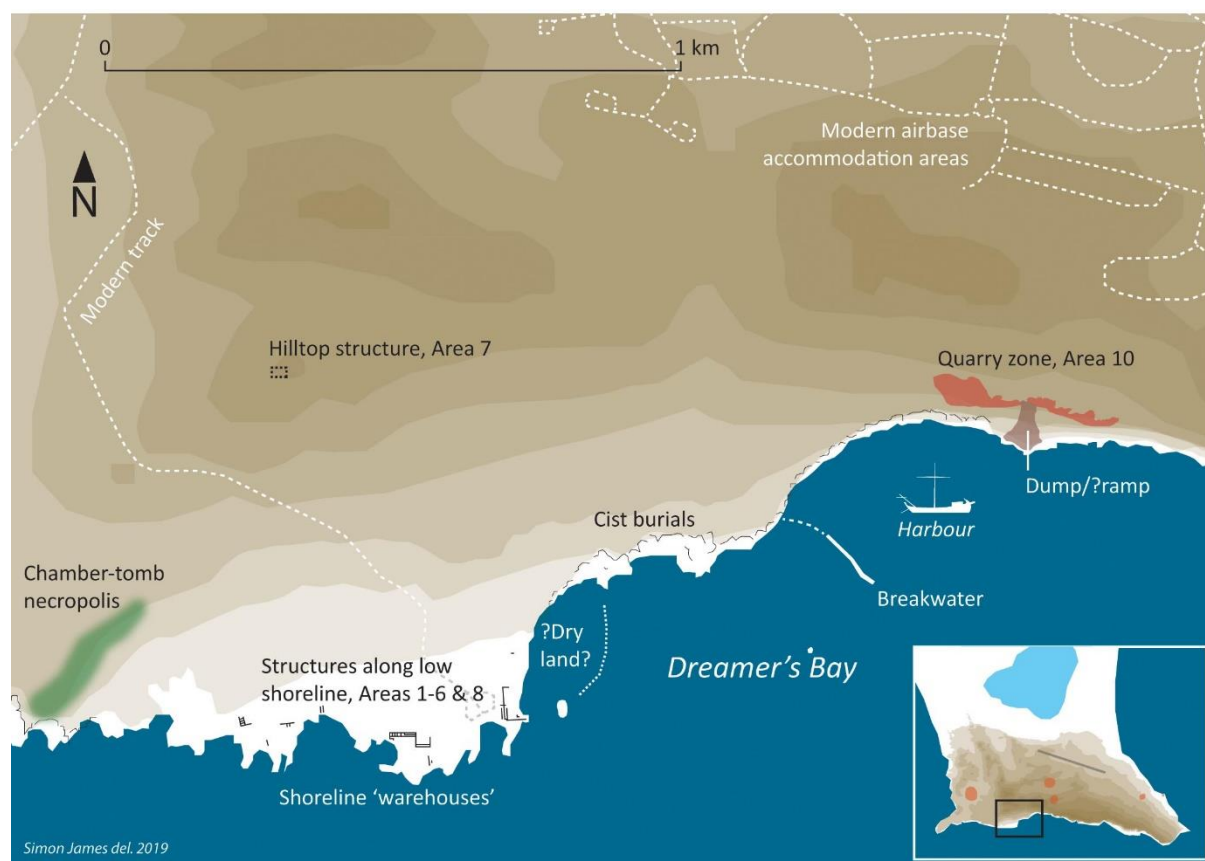 0
1 km
Modern airbase
accommodation areas
N
Modern track
Hilltop structure, Area 7
Quarry zone, Area 10
Dump/?ramp
Harbour
Cist burials
Breakwater
Chamber-tomb
necropolis
?Dry
land?
Structures along low
shoreline, Areas 1-6 & 8
Dreamer's Bay
Shoreline 'warehouses'
Simon James del. 2019